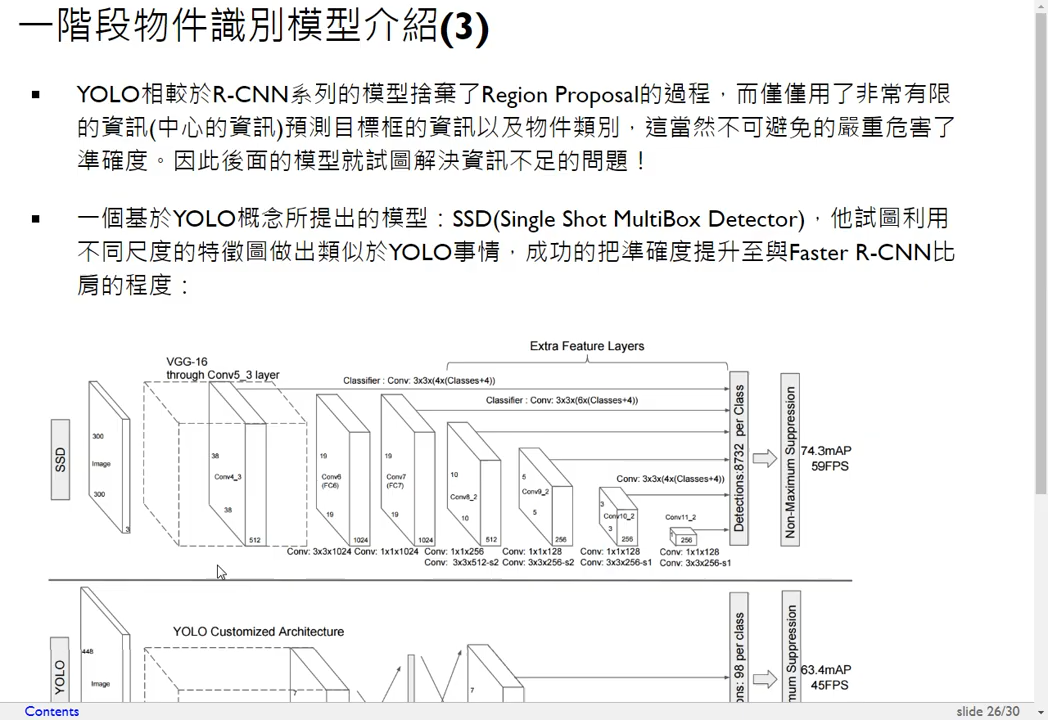 一階段物件識別模型介紹(3)
▪ YOLO相較於R-CNN系列的模型捨棄了Region Proposal的過程，而僅僅用了非常有限
的資訊(中心的資訊)預測目標框的資訊以及物件類別，這當然不可避免的嚴重危害了
準確度。因此後面的模型就試圖解決資訊不足的問題！
▪ 一個基於YOLO概念所提出的模型：SSD(Single Shot MultiBox Detector)，他試圖利用
不同尺度的特徵圖做出類似於YOLO事情，成功的把準確度提升至與Faster R-CNN比
肩的程度：
Extra Feature Layers
VGG-16
through Conv5_3 layer
Classifier : Conv: 3x3x(4x(Classes+4))
Classifier : Conv: 3x3x(6x(Classes+4))
Conv: 3x3x(4x(Classes+4))
SSD
300
Image
300
3
38
Conv4_3
38
512
19
Conv6
(FC6)
19
1024
19
Conv7
(FC7)
19
1024
10
Conv8_2
10
512
5
Conv9_2
5
256
3
Conv10_2
3
256
Conv11_2
256
Detections:8732 per Class
Non-Maximum Suppression
74.3mAP
59FPS
Conv: 3x3x1024 Conv: 1x1x1024 Conv: 1x1x256 Conv: 1x1x128 Conv: 1x1x128 Conv: 1x1x128
Conv: 3x3x512-s2 Conv: 3x3x256-s2 Conv: 3x3x256-s1 Conv: 3x3x256-s1
YOLO Customized Architecture
YOLO
448
Image
7
7
ons: 98 per class
mum Suppression
63.4mAP
45FPS
Contents
slide 26/30